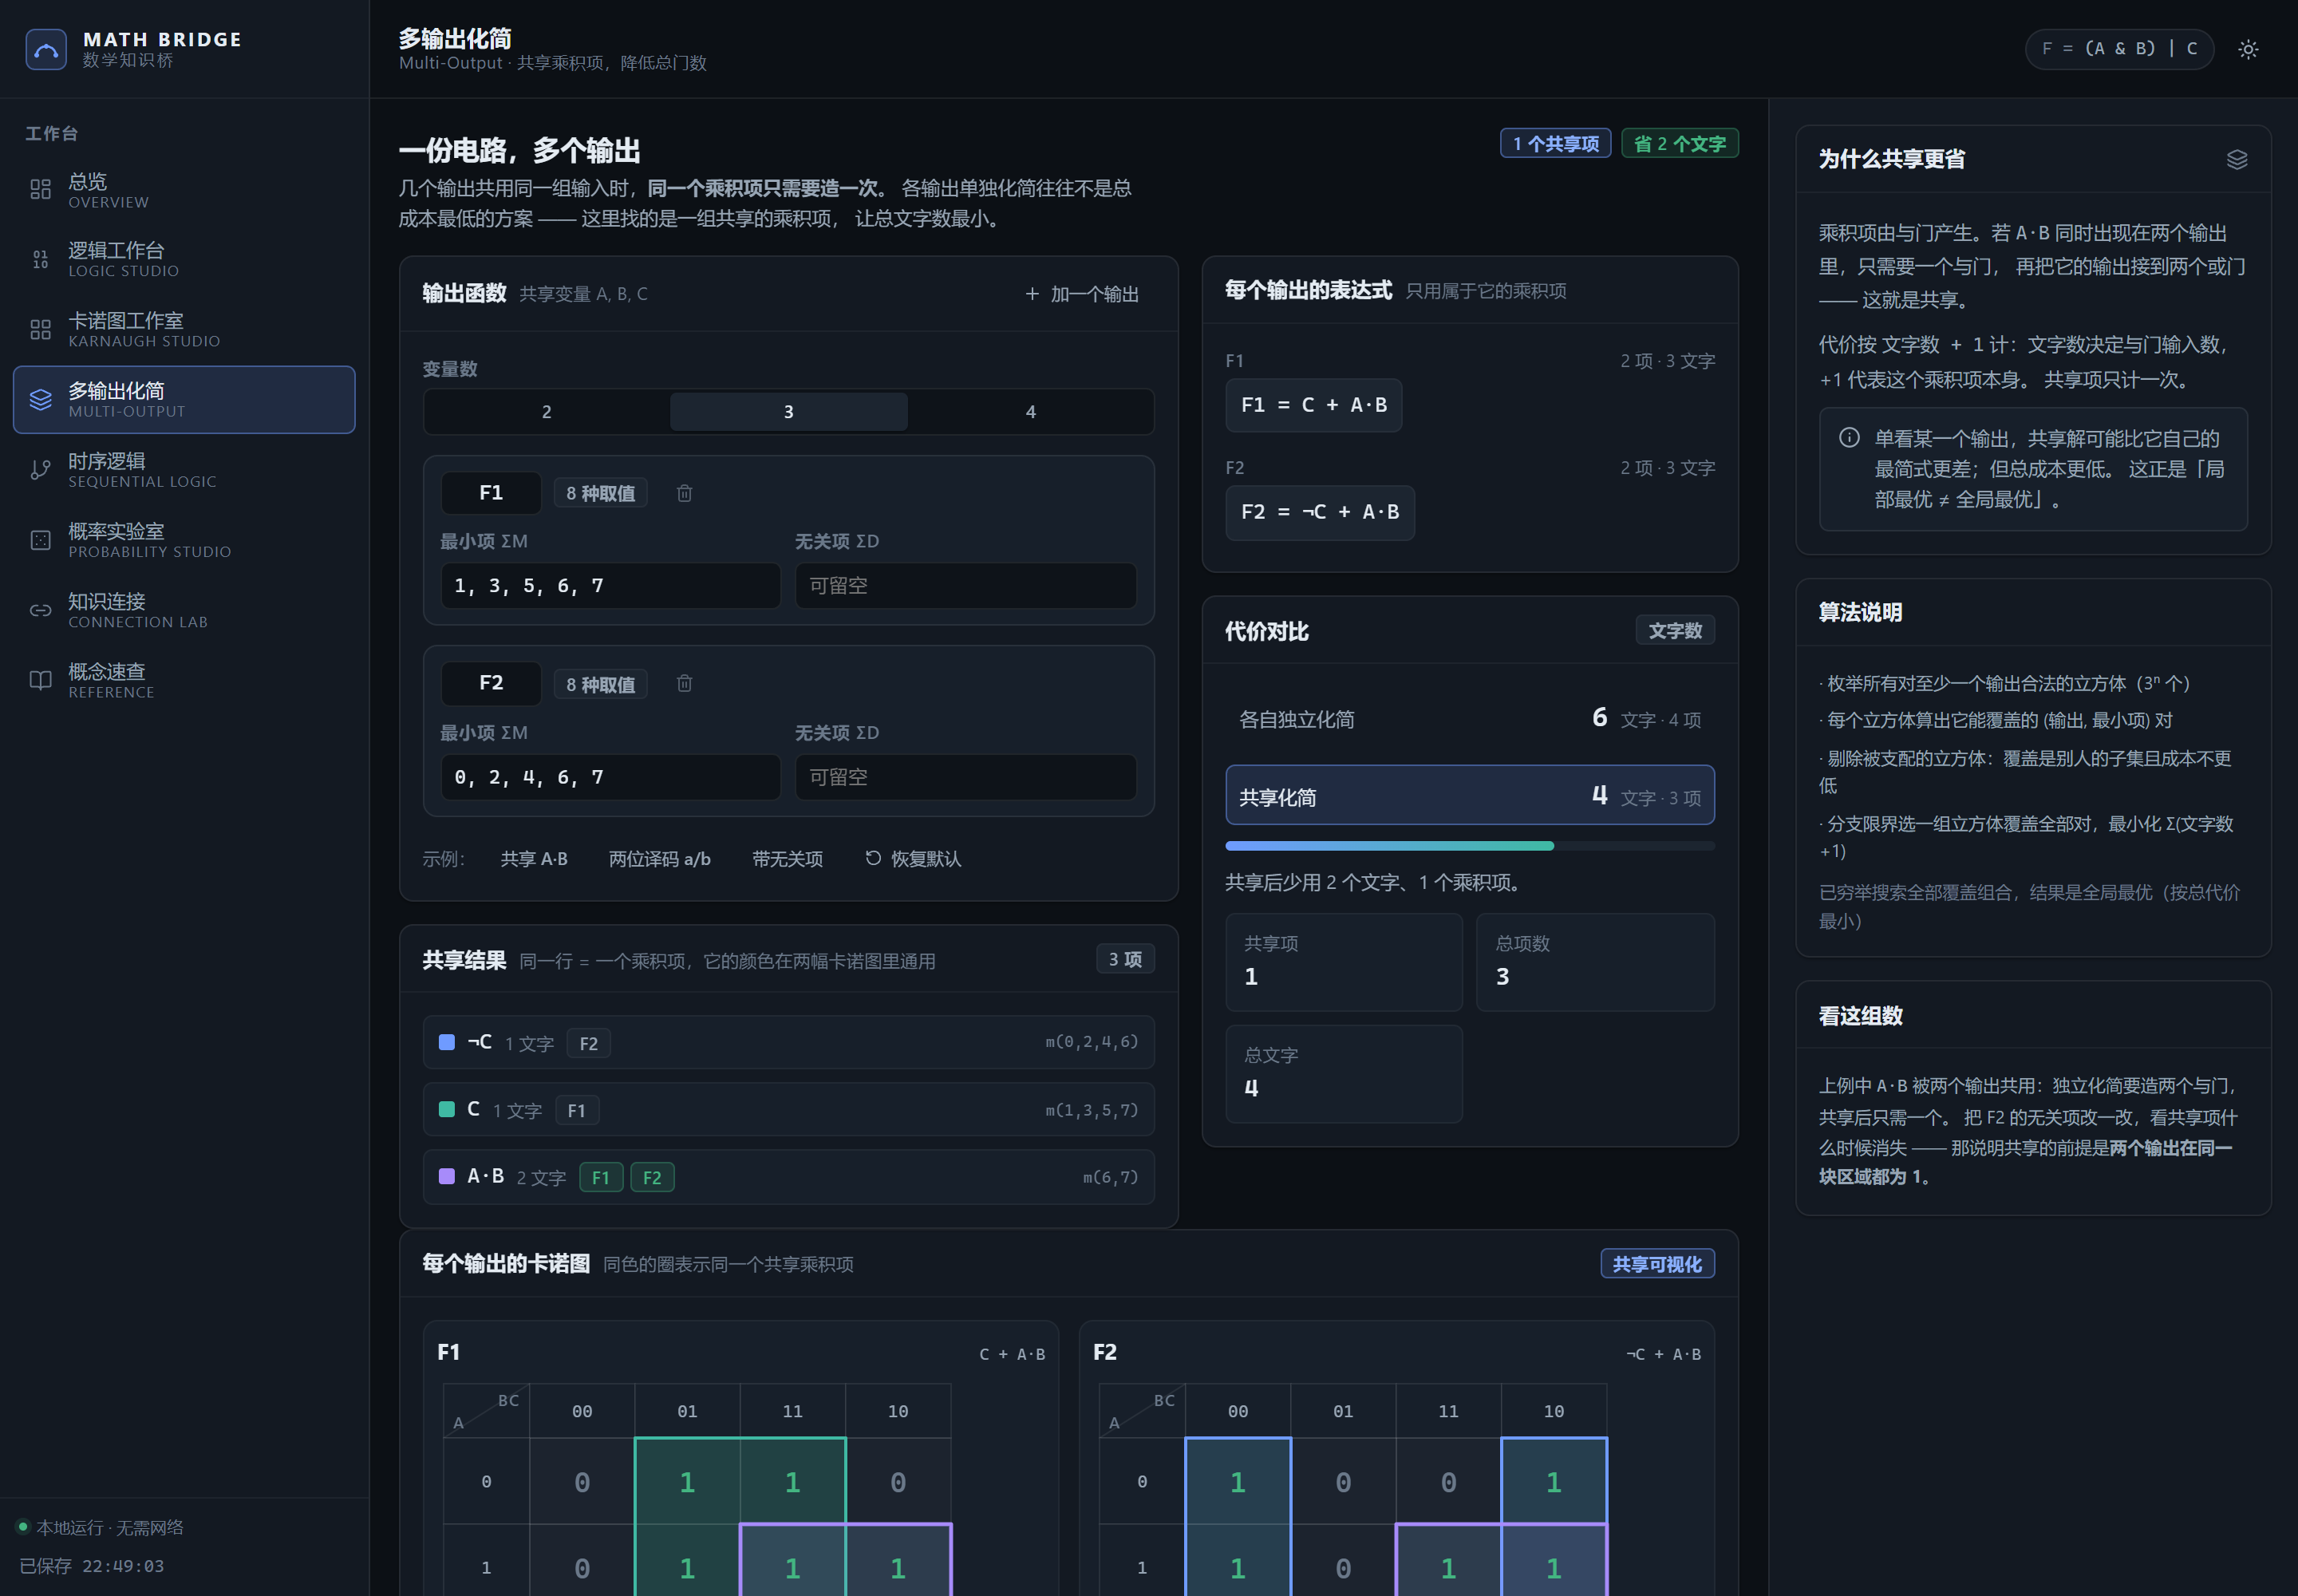 MATH BRIDGE
数学知识桥
工作台
总览
OVERVIEW
01
10
逻辑工作台
LOGIC STUDIO
卡诺图工作室
KARNAUGH STUDIO
多输出化简
MULTI-OUTPUT
时序逻辑
SEQUENTIAL LOGIC
概率实验室
PROBABILITY STUDIO
知识连接
CONNECTION LAB
概念速查
REFERENCE
本地运行 · 无需网络
已保存 22:49:03
多输出化简
Multi-Output · 共享乘积项，降低总门数
F = (A & B) | C
一份电路，多个输出
几个输出共用同一组输入时，同一个乘积项只需要造一次。 各输出单独化简往往不是总
成本最低的方案 —— 这里找的是一组共享的乘积项， 让总文字数最小。
1 个共享项
省 2 个文字
输出函数 共享变量 A, B, C
+ 加一个输出
变量数
2 3 4
F1 8 种取值
最小项 ΣM 无关项 ΣD
1, 3, 5, 6, 7 可留空
F2 8 种取值
最小项 ΣM 无关项 ΣD
0, 2, 4, 6, 7 可留空
示例： 共享 A·B 两位译码 a/b 带无关项 恢复默认
共享结果 同一行 = 一个乘积项，它的颜色在两幅卡诺图里通用 3 项
¬C 1 文字 F2 m(0,2,4,6)
C 1 文字 F1 m(1,3,5,7)
A·B 2 文字 F1 F2 m(6,7)
每个输出的表达式 只用属于它的乘积项
F1 2 项 · 3 文字
F1 = C + A·B
F2 2 项 · 3 文字
F2 = ¬C + A·B
代价对比 文字数
各自独立化简 6 文字 · 4 项
共享化简 4 文字 · 3 项
共享后少用 2 个文字、1 个乘积项。
共享项 总项数
1 3
总文字
4
每个输出的卡诺图 同色的圈表示同一个共享乘积项 共享可视化
F1 C + A·B
BC
A
00 01 11 10
0 0 1 1 0
1 0 1 1 1
F2 ¬C + A·B
BC
A
00 01 11 10
0 1 0 0 1
1 1 0 1 1
为什么共享更省
乘积项由与门产生。若 A·B 同时出现在两个输出
里，只需要一个与门， 再把它的输出接到两个或门
—— 这就是共享。
代价按 文字数 + 1 计：文字数决定与门输入数，
+1 代表这个乘积项本身。 共享项只计一次。
单看某一个输出，共享解可能比它自己的
最简式更差；但总成本更低。 这正是「局
部最优 ≠ 全局最优」。
算法说明
· 枚举所有对至少一个输出合法的立方体（3ⁿ 个）
· 每个立方体算出它能覆盖的 (输出, 最小项) 对
· 剔除被支配的立方体：覆盖是别人的子集且成本不更
低
· 分支限界选一组立方体覆盖全部对，最小化 Σ(文字数
+1)
已穷举搜索全部覆盖组合，结果是全局最优（按总代价
最小）
看这组数
上例中 A·B 被两个输出共用：独立化简要造两个与门，
共享后只需一个。 把 F2 的无关项改一改，看共享项什
么时候消失 —— 那说明共享的前提是两个输出在同一
块区域都为 1。